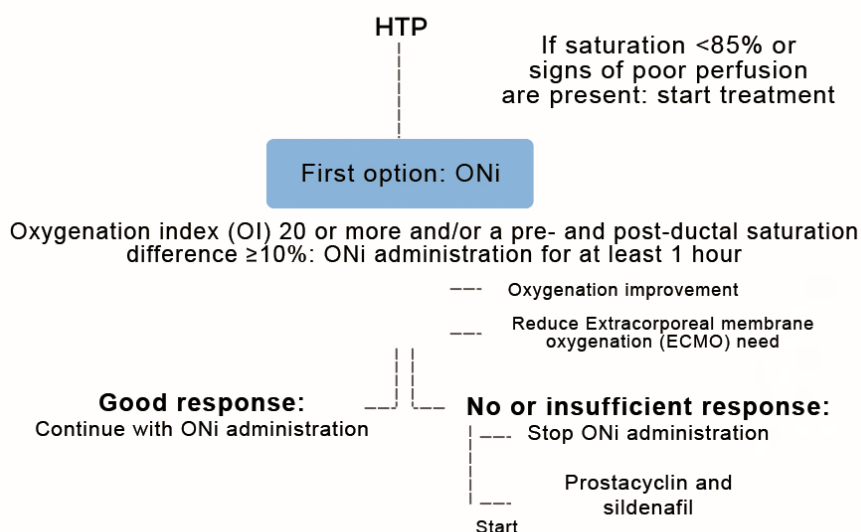 HTP
If saturation <85% or
signs of poor perfusion
are present: start treatment
First option: ONi
Oxygenation index (OI) 20 or more and/or a pre- and post-ductal saturation
difference ≥10%: ONi administration for at least 1 hour
Oxygenation improvement
Reduce Extracorporeal membrane
oxygenation (ECMO) need
Good response:
Continue with ONi administration
No or insufficient response:
Stop ONi administration
Prostacyclin and
sildenafil
Start